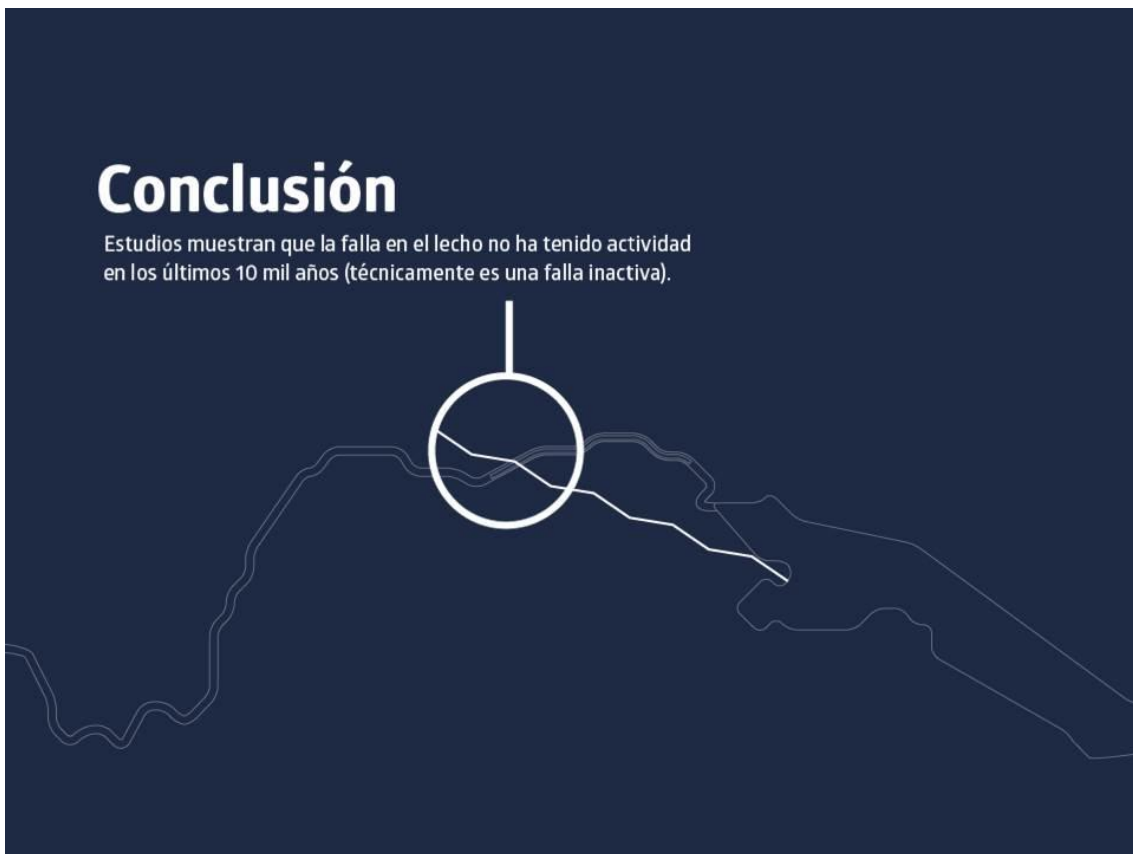 Conclusión
Estudios muestran que la falla en el lecho no ha tenido actividad
en los últimos 10 mil años (técnicamente es una falla inactiva).